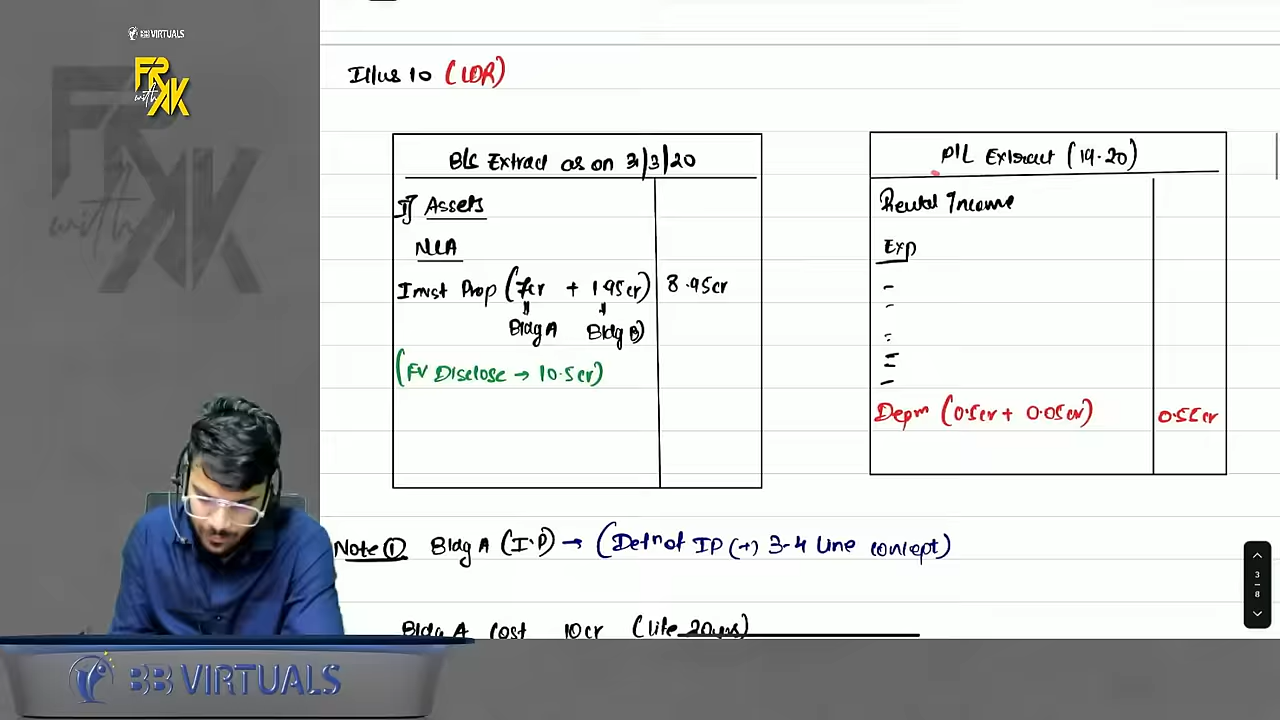 BB VIRTUALS
FR
with KK
Illus 10 (LDR)
B/S Extract as on 31/3/20
I] Assets
NCA
Invst Prop (7cr + 1.95cr) 8.95cr
Bldg A Bldg B)
(FV Disclose → 10.5cr)
P/L Extract (19-20)
Rental Income
Exp
Depm (0.5cr + 0.05cr) 0.55cr
Note ① Bldg A (I.P) → (Defn of IP (+) 3-4 Line concept)
Bldg A cost 10cr (life 20yrs)
3
8
BB VIRTUALS